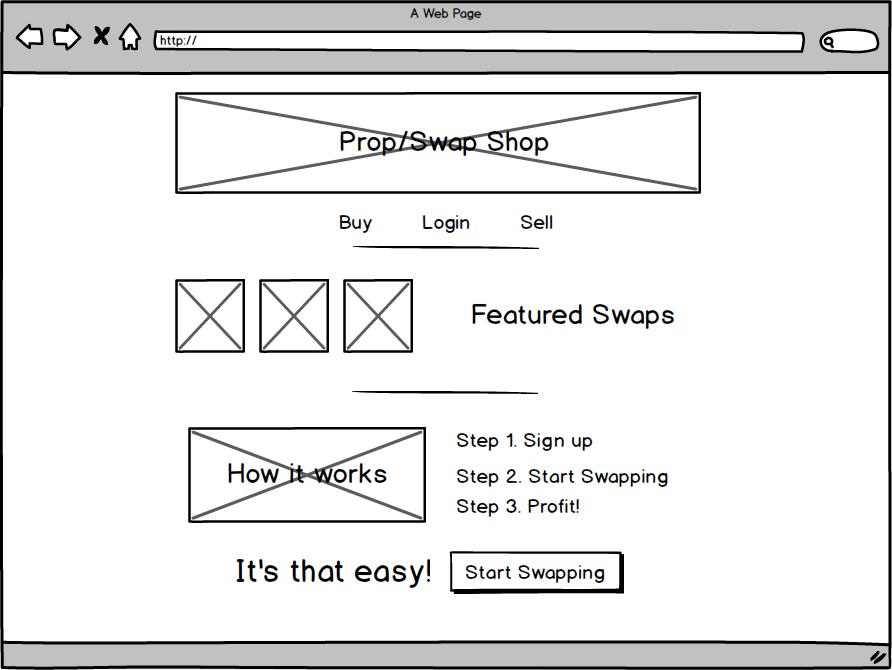 A Web Page
http://
Prop/Swap Shop
Buy Login Sell
Featured Swaps
How it works
Step 1. Sign up
Step 2. Start Swapping
Step 3. Profit!
It's that easy!
Start Swapping